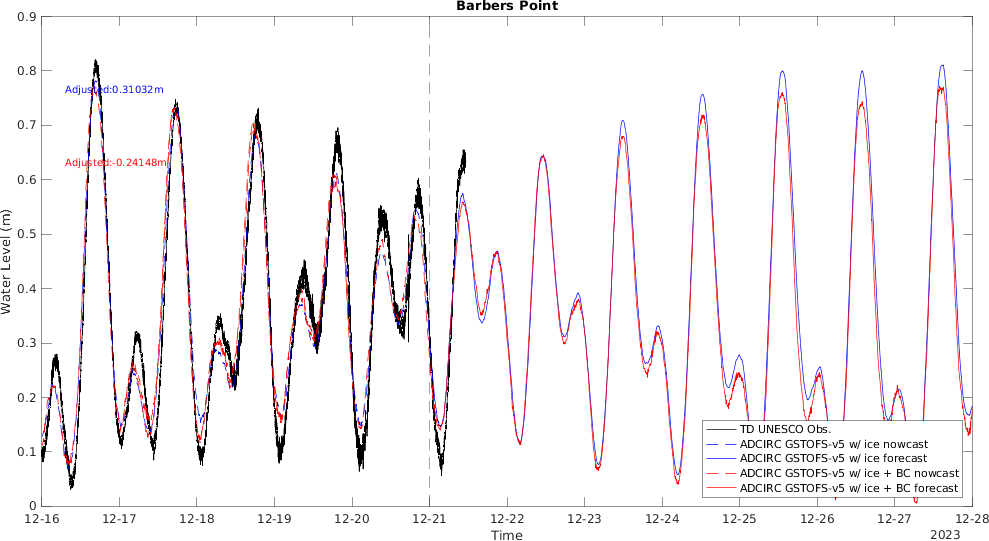 Barbers Point
0.9
0.8
0.7
0.6
0.5
0.4
0.3
0.2
0.1
0
Water Level (m)
Adjusted:0.31032m
Adjusted:-0.24148m
TD UNESCO Obs.
ADCIRC GSTOFS-v5 w/ ice nowcast
ADCIRC GSTOFS-v5 w/ ice forecast
ADCIRC GSTOFS-v5 w/ ice + BC nowcast
ADCIRC GSTOFS-v5 w/ ice + BC forecast
12-16 12-17 12-18 12-19 12-20 12-21 12-22 12-23 12-24 12-25 12-26 12-27 12-28
Time
2023